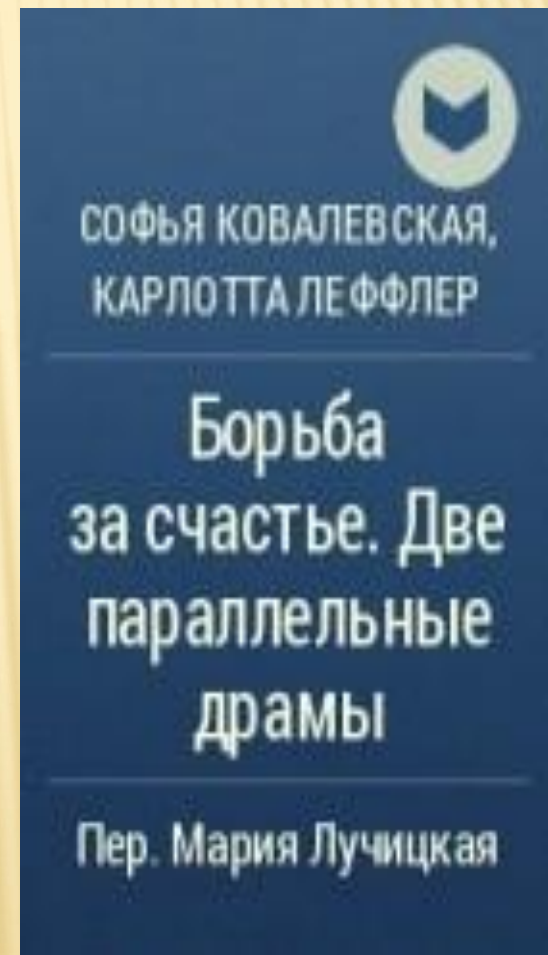 СОФЬЯ КОВАЛЕВСКАЯ,
КАРЛОТТА ЛЕФФЛЕР
Борьба
за счастье. Две
параллельные
драмы
Пер. Мария Лучицкая